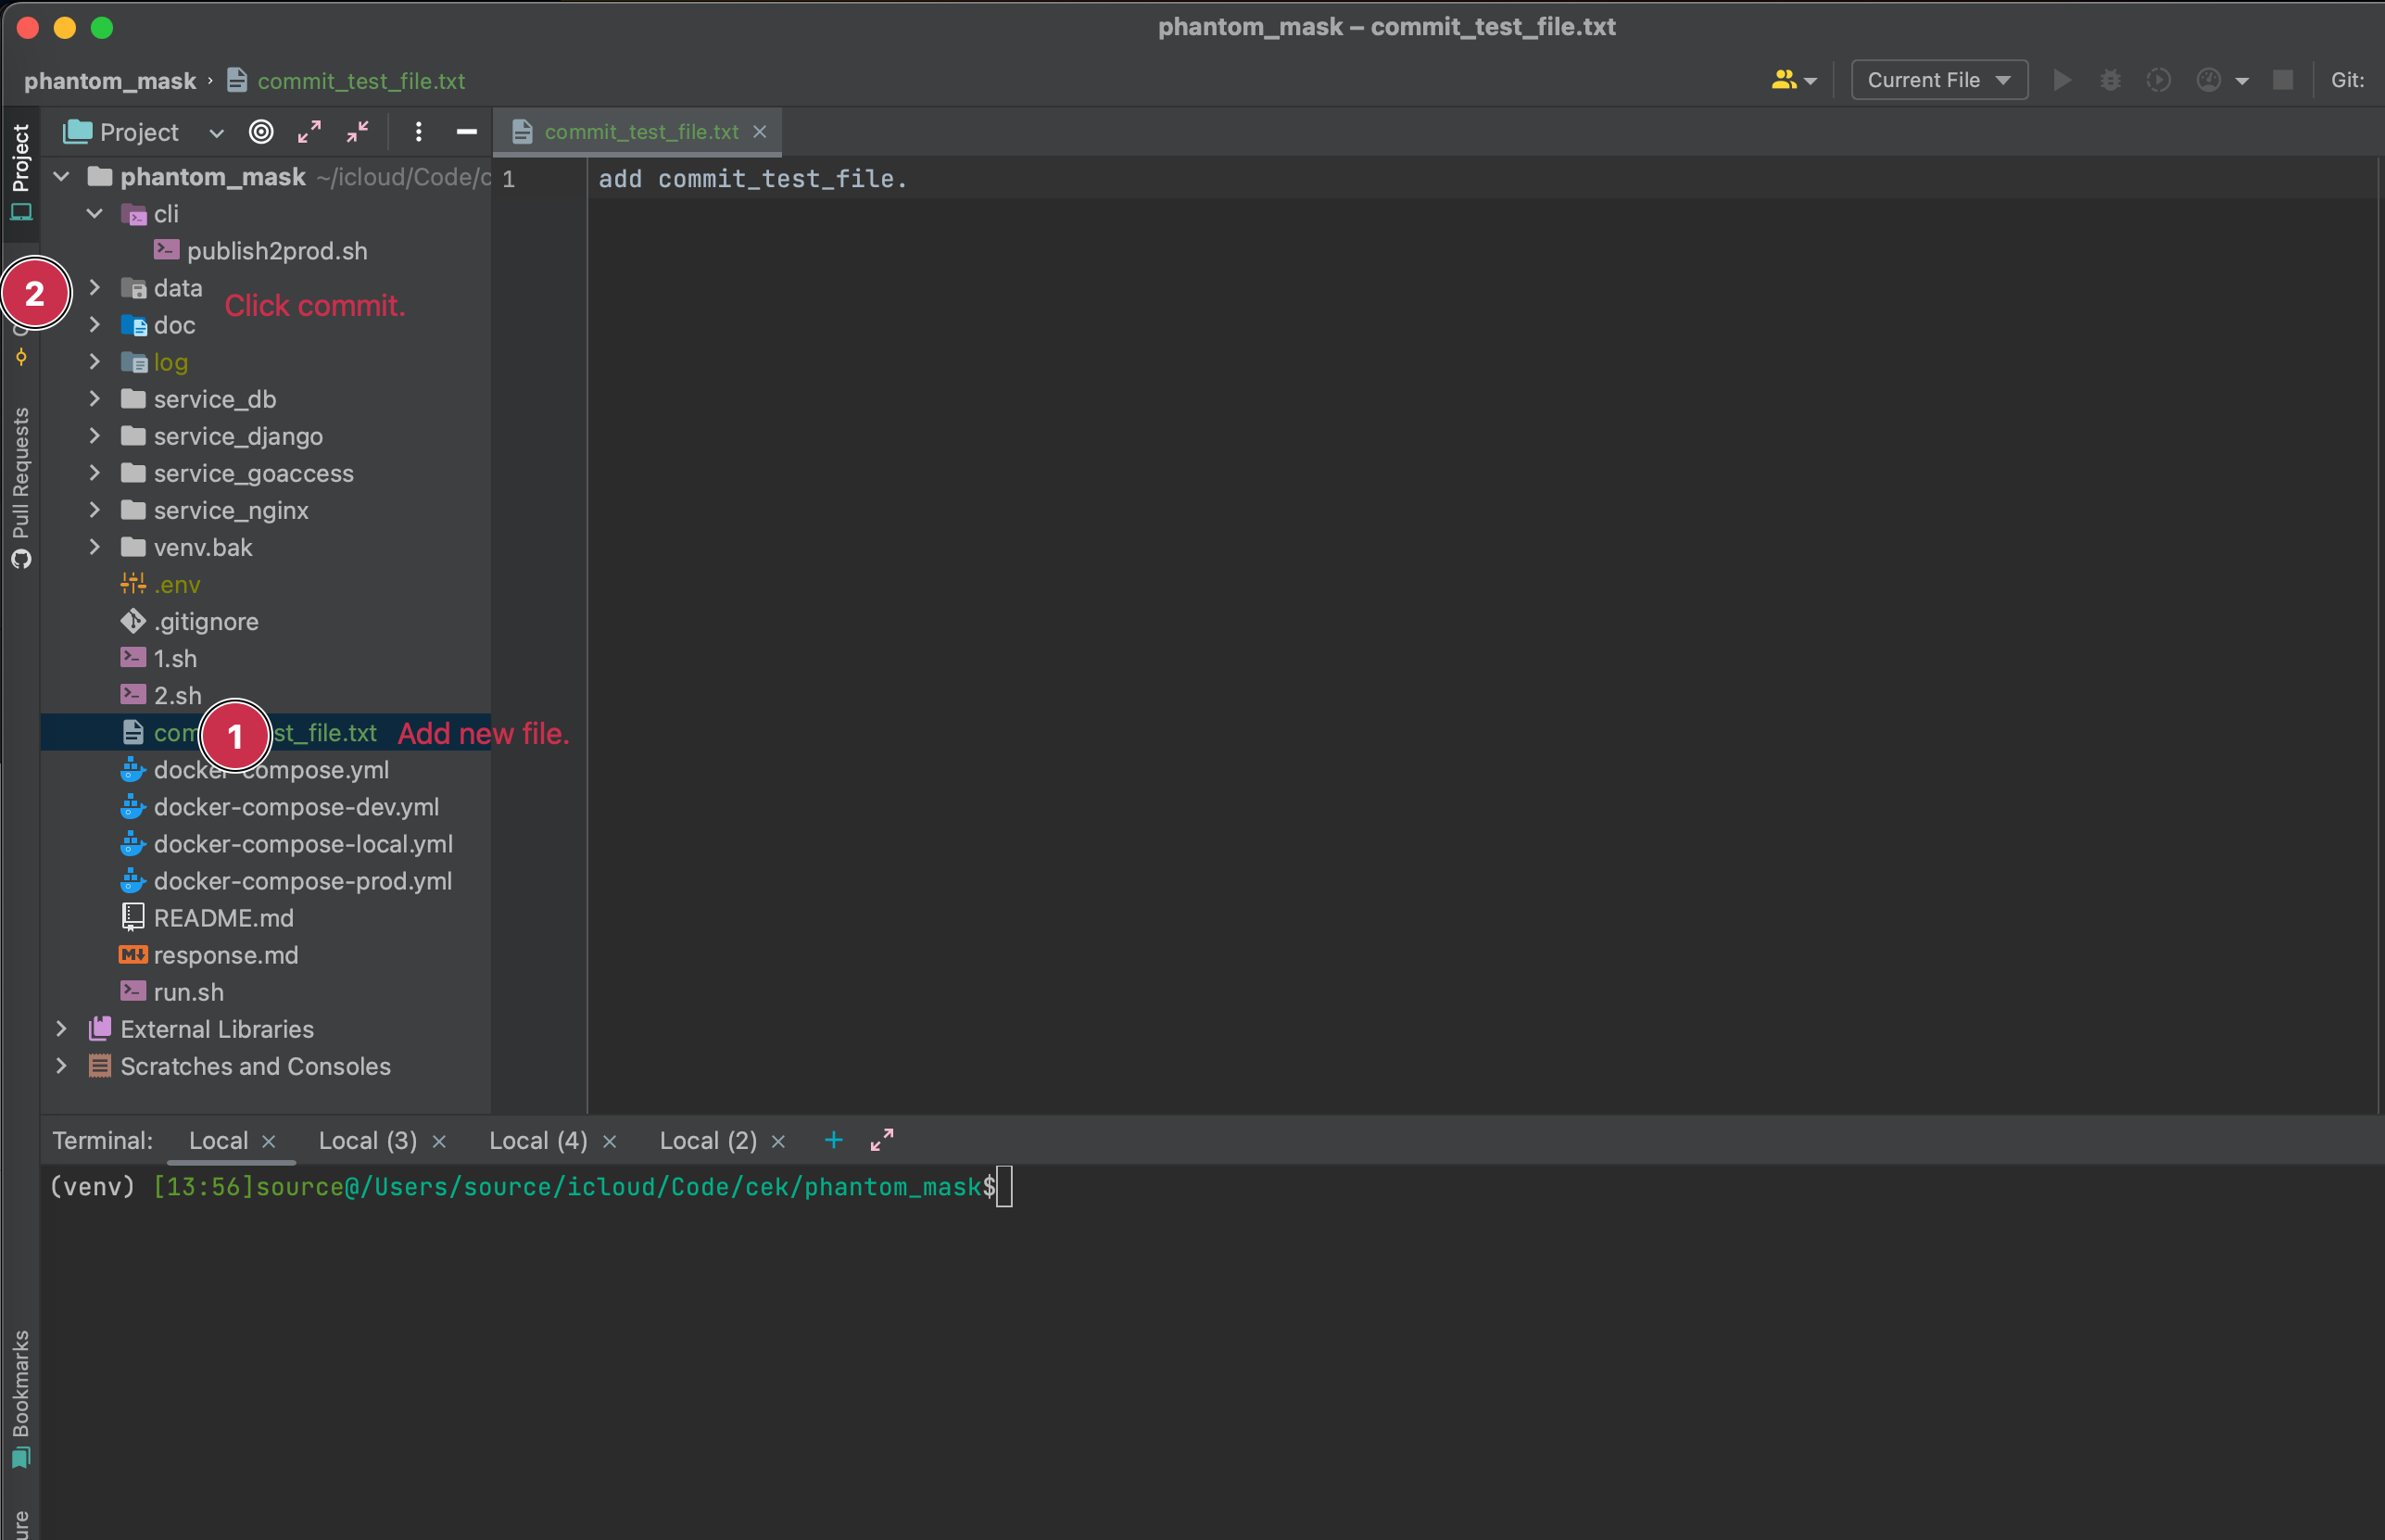 phantom_mask – commit_test_file.txt
phantom_mask › commit_test_file.txt
Current File
Git:
Project
Project
commit_test_file.txt
phantom_mask ~/icloud/Code/c
1 add commit_test_file.
cli
publish2prod.sh
2
data
Click commit.
doc
log
service_db
Pull Requests
service_django
service_goaccess
service_nginx
venv.bak
.env
.gitignore
1.sh
2.sh
com
1
st_file.txt
Add new file.
docker-compose.yml
docker-compose-dev.yml
docker-compose-local.yml
docker-compose-prod.yml
README.md
response.md
run.sh
External Libraries
Scratches and Consoles
Terminal: Local Local (3) Local (4) Local (2)
(venv) [13:56]source@/Users/source/icloud/Code/cek/phantom_mask$
Bookmarks
ure